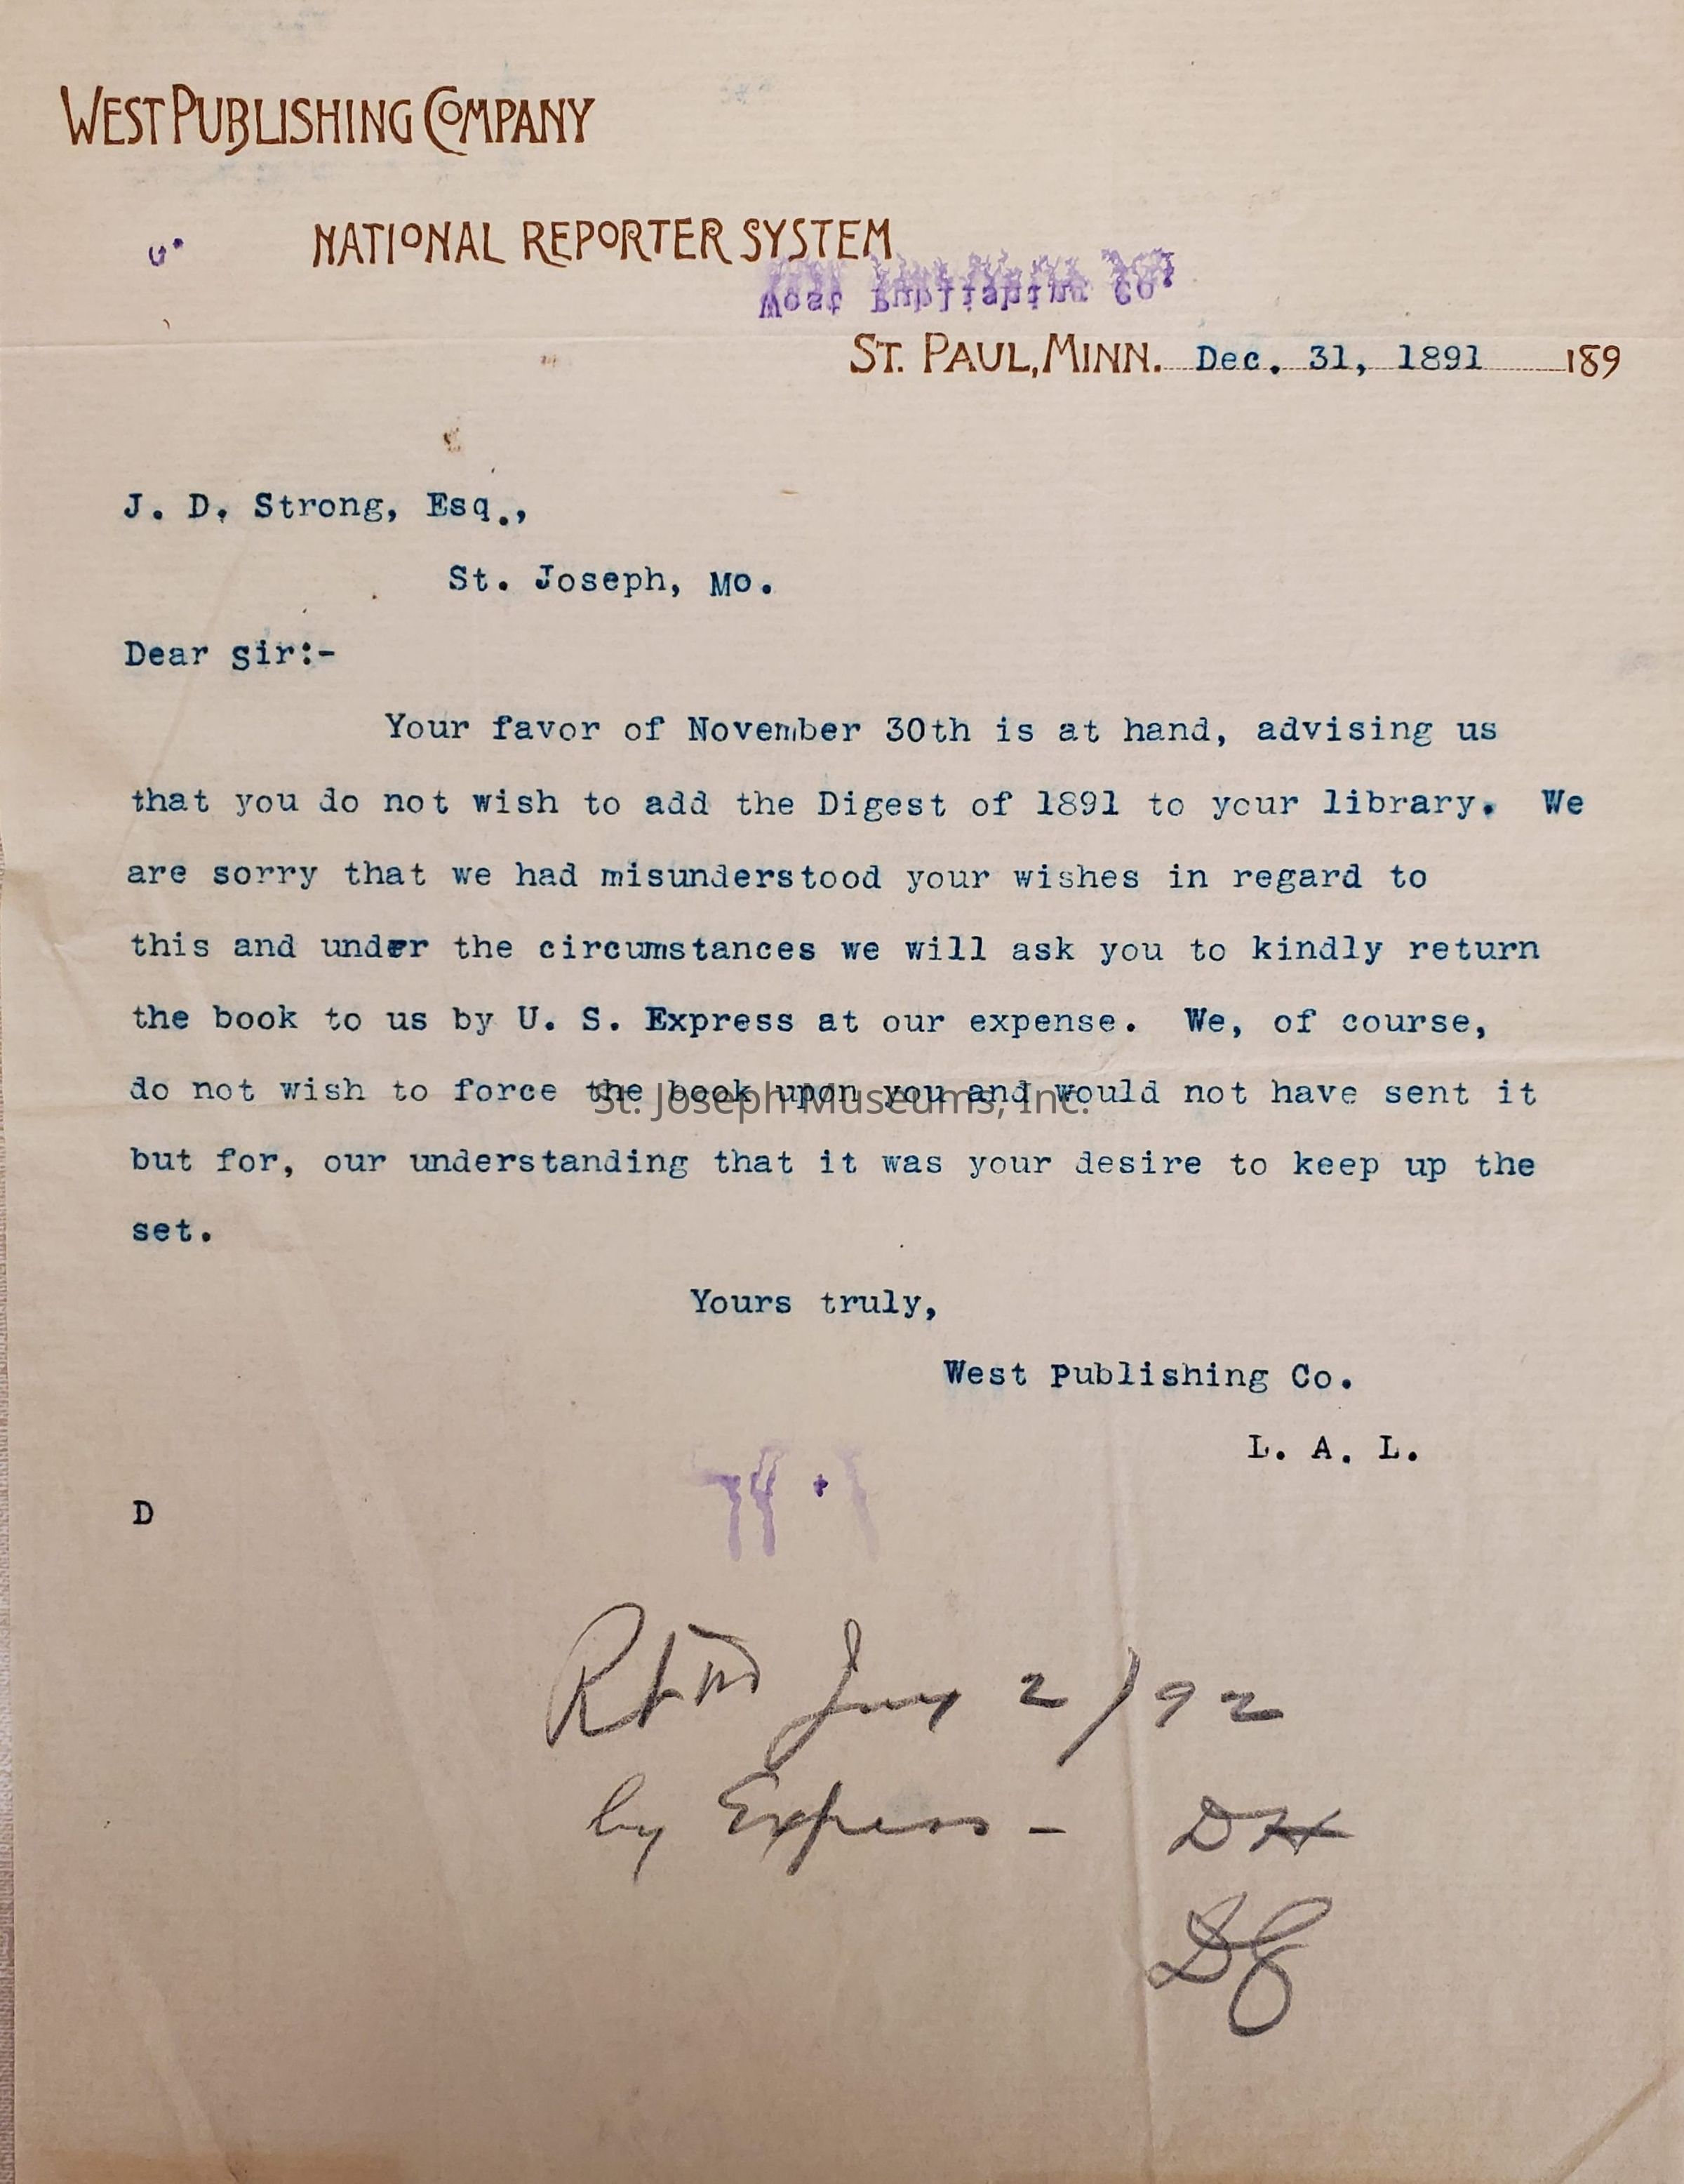 WEST PUBLISHING COMPANY
NATIONAL REPORTER SYSTEM
West Publishing Co.
ST. PAUL, MINN. Dec. 31, 1891 189
J. D. Strong, Esq.,
St. Joseph, Mo.
Dear Sir:-
Your favor of November 30th is at hand, advising us
that you do not wish to add the Digest of 1891 to your library. We
are sorry that we had misunderstood your wishes in regard to
this and under the circumstances we will ask you to kindly return
the book to us by U. S. Express at our expense. We, of course,
do not wish to force the book upon you and would not have sent it
St. Joseph Museums, Inc.
but for, our understanding that it was your desire to keep up the
set.
Yours truly,
West Publishing Co.
L. A. L.
D
2/92
by Express -